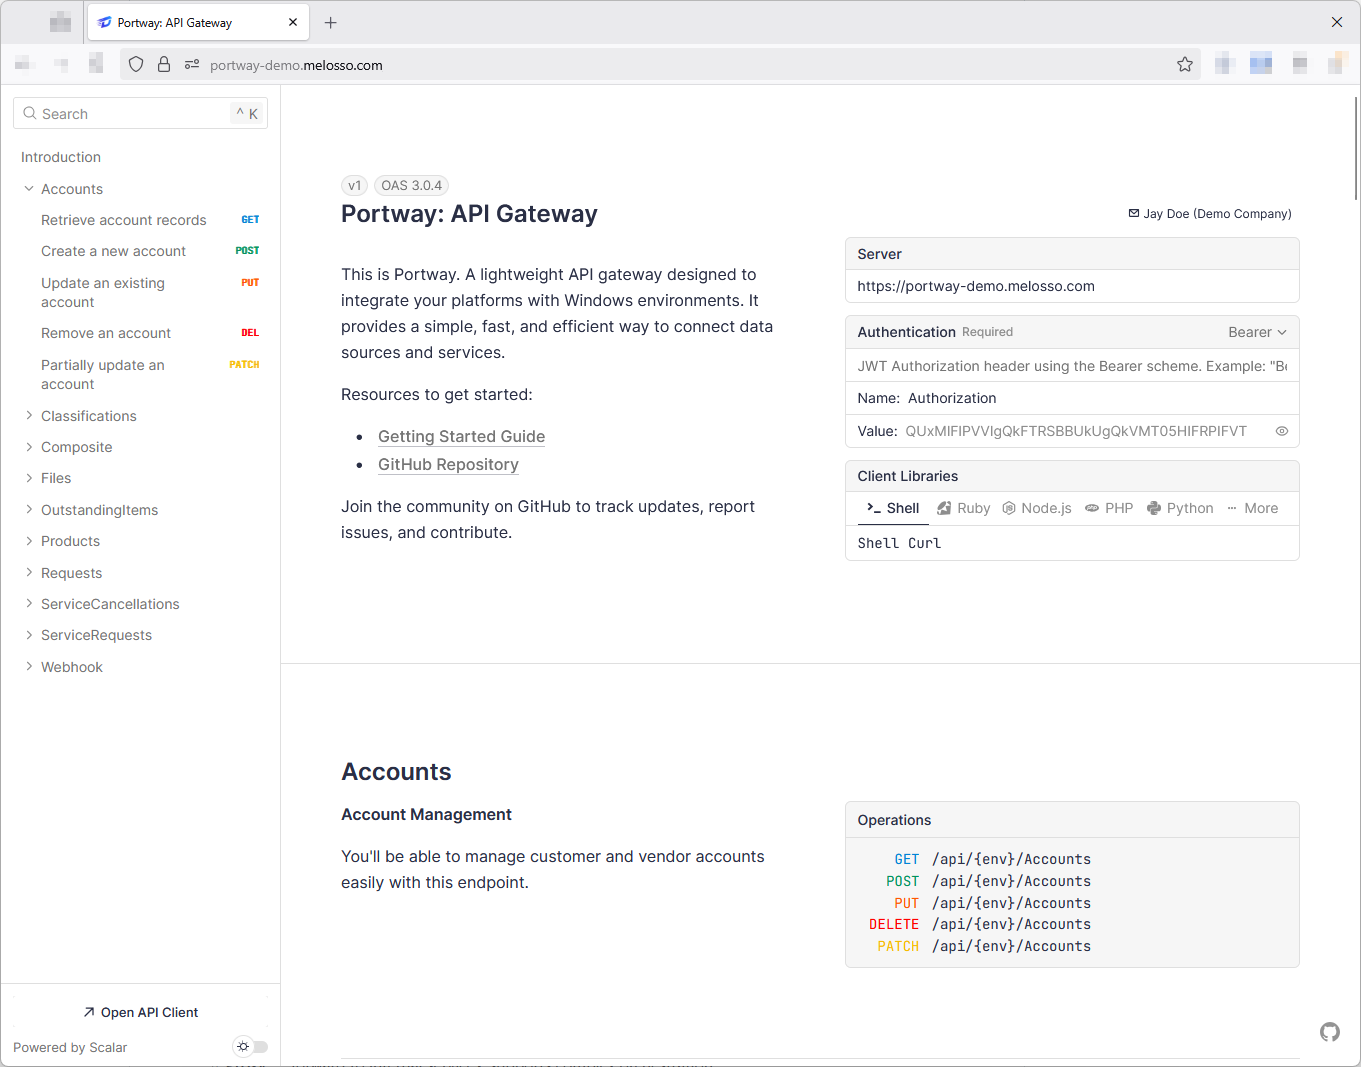 Portway: API Gateway
portway-demo.melosso.com
Search
^ K
Introduction
Accounts
Retrieve account records GET
Create a new account POST
Update an existing PUT
account
Remove an account DEL
Partially update an PATCH
account
Classifications
Composite
Files
OutstandingItems
Products
Requests
ServiceCancellations
ServiceRequests
Webhook
Open API Client
Powered by Scalar
v1 OAS 3.0.4
Portway: API Gateway
This is Portway. A lightweight API gateway designed to
integrate your platforms with Windows environments. It
provides a simple, fast, and efficient way to connect data
sources and services.
Resources to get started:
• Getting Started Guide
• GitHub Repository
Join the community on GitHub to track updates, report
issues, and contribute.
Jay Doe (Demo Company)
Server
https://portway-demo.melosso.com
Authentication Required Bearer
JWT Authorization header using the Bearer scheme. Example: "Be
Name: Authorization
Value: QUxMIFlPVVIgQkFTRSBBUkUgQkVMT05HIFRPIFVT
Client Libraries
Shell Ruby Node.js PHP Python More
Shell Curl
Accounts
Account Management
You'll be able to manage customer and vendor accounts
easily with this endpoint.
Operations
GET /api/{env}/Accounts
POST /api/{env}/Accounts
PUT /api/{env}/Accounts
DELETE /api/{env}/Accounts
PATCH /api/{env}/Accounts